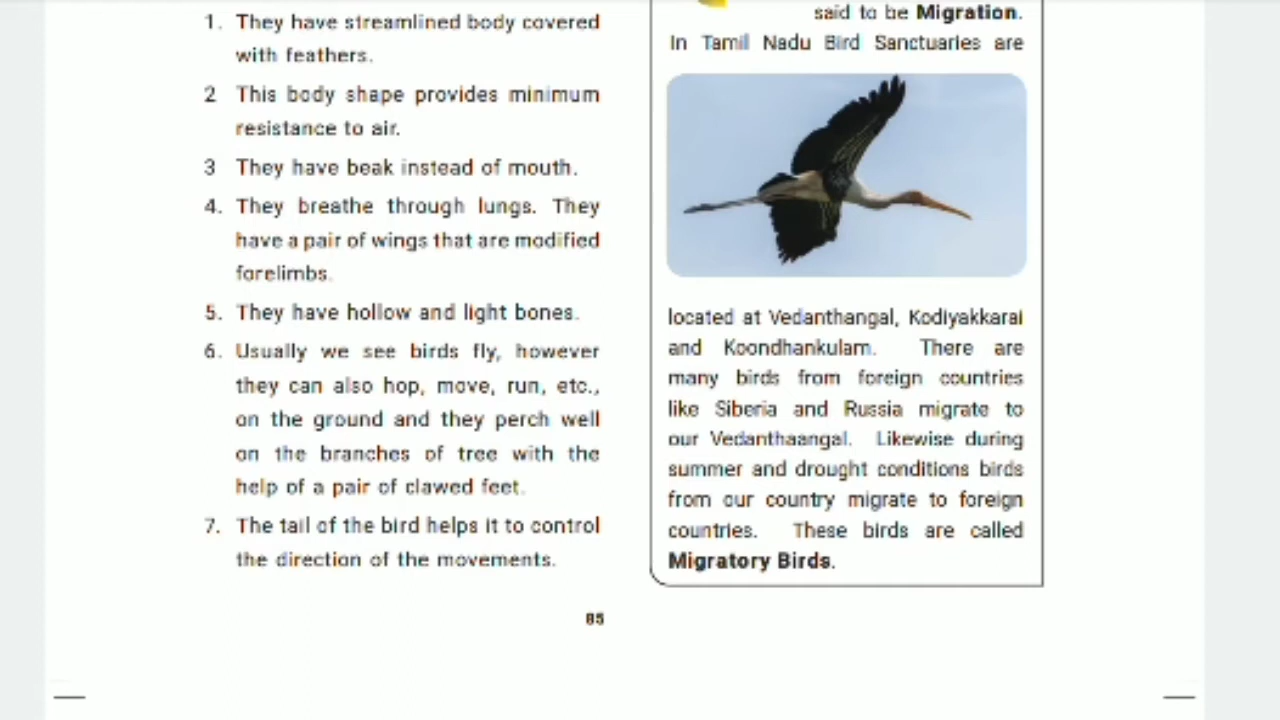 1. They have streamlined body covered
with feathers.
2 This body shape provides minimum
resistance to air.
3 They have beak instead of mouth.
4. They breathe through lungs. They
have a pair of wings that are modified
forelimbs.
5. They have hollow and light bones.
6. Usually we see birds fly, however
they can also hop, move, run, etc.,
on the ground and they perch well
on the branches of tree with the
help of a pair of clawed feet.
7. The tail of the bird helps it to control
the direction of the movements.
said to be Migration.
In Tamil Nadu Bird Sanctuaries are
located at Vedanthangal, Kodiyakkarai
and Koondhankulam. There are
many birds from foreign countries
like Siberia and Russia migrate to
our Vedanthaangal. Likewise during
summer and drought conditions birds
from our country migrate to foreign
countries. These birds are called
Migratory Birds.
85